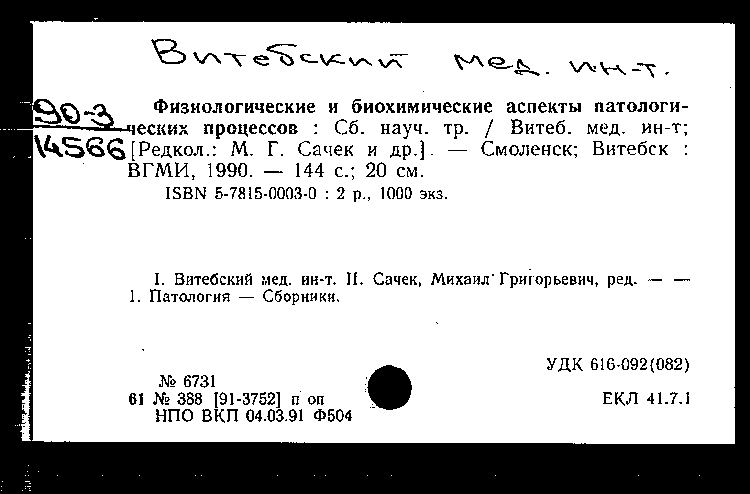 Витебский мед. ин-т.
90-3
14566
Физиологические и биохимические аспекты патологи-
ческих процессов : Сб. науч. тр. / Витеб. мед. ин-т;
[Редкол.: М. Г. Сачек и др.]. — Смоленск; Витебск :
ВГМИ, 1990. — 144 с.; 20 см.
ISBN 5-7815-0003-0 : 2 р., 1000 экз.
I. Витебский мед. ин-т. II. Сачек, Михаил Григорьевич, ред. — —
1. Патология — Сборники.
УДК 616-092(082)
№ 6731
61 № 388 [91-3752] п оп
ЕКЛ 41.7.1
НПО ВКП 04.03.91 Ф504